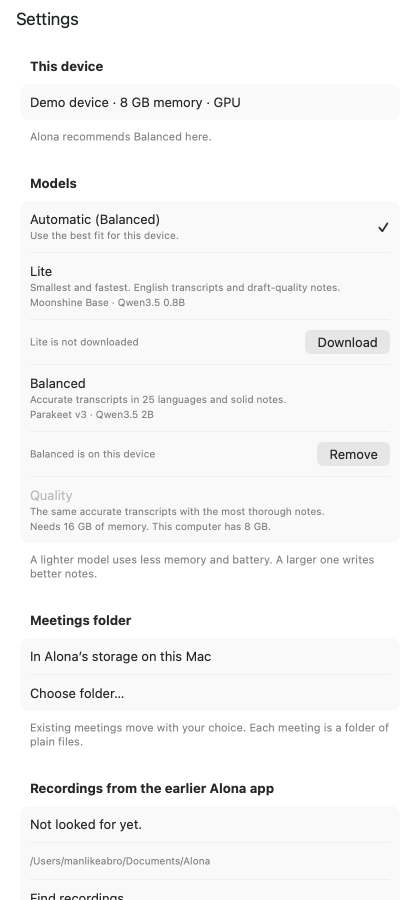 Settings
This device
Demo device · 8 GB memory · GPU
Alona recommends Balanced here.
Models
Automatic (Balanced)
Use the best fit for this device.
Lite
Smallest and fastest. English transcripts and draft-quality notes.
Moonshine Base · Qwen3.5 0.8B
Lite is not downloaded
Download
Balanced
Accurate transcripts in 25 languages and solid notes.
Parakeet v3 · Qwen3.5 2B
Balanced is on this device
Remove
Quality
The same accurate transcripts with the most thorough notes.
Needs 16 GB of memory. This computer has 8 GB.
A lighter model uses less memory and battery. A larger one writes
better notes.
Meetings folder
In Alona’s storage on this Mac
Choose folder…
Existing meetings move with your choice. Each meeting is a folder of
plain files.
Recordings from the earlier Alona app
Not looked for yet.
/Users/manlikeabro/Documents/Alona
Find recordings